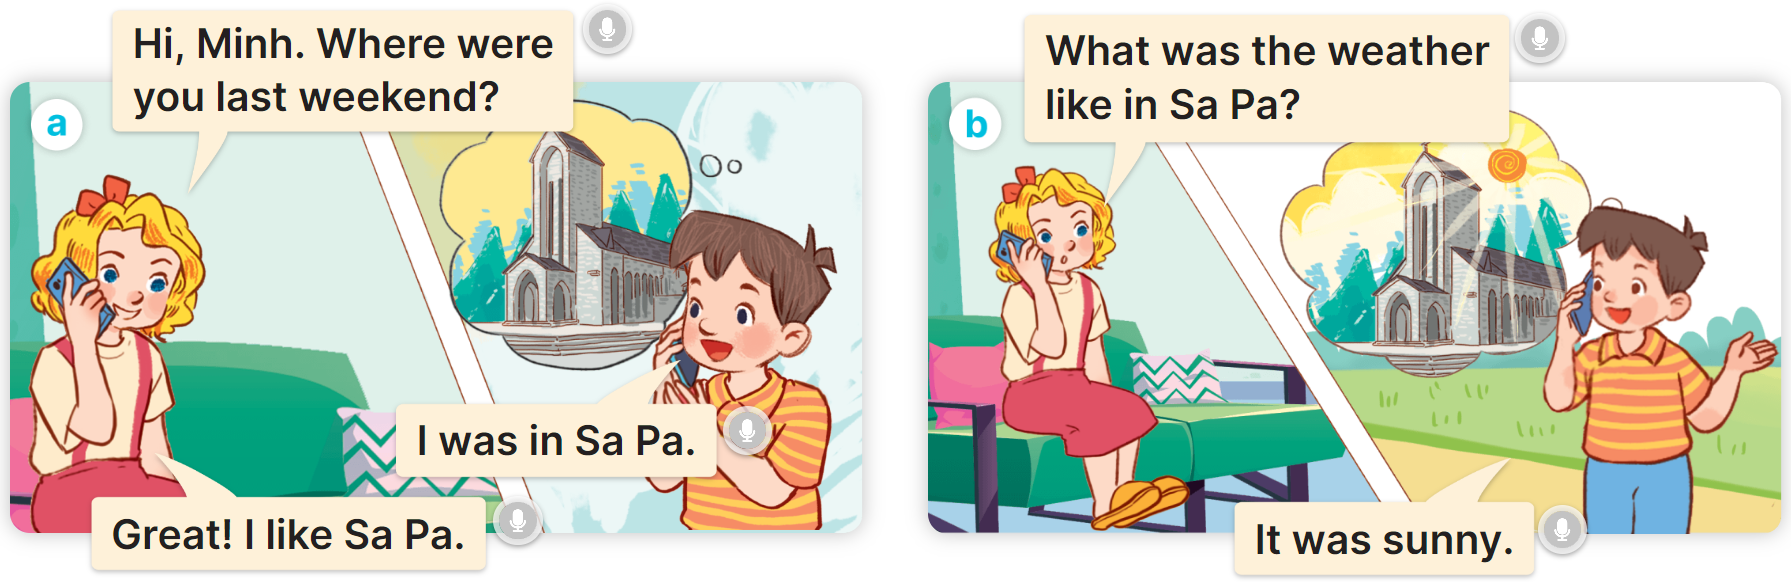 a
Hi, Minh. Where were
you last weekend?
I was in Sa Pa.
Great! I like Sa Pa.
b
What was the weather
like in Sa Pa?
It was sunny.